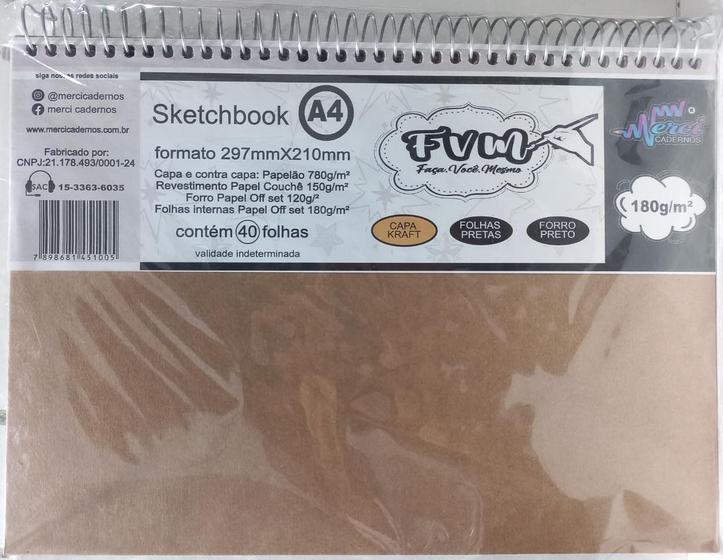 siga nossas redes sociais
@mercicadernos
merci cadernos
www.mercicadernos.com.br
Fabricado por:
CNPJ:21.178.493/0001-24
SAC 15-3363-6035
7 898681 451005
Sketchbook A4
formato 297mmX210mm
Capa e contra capa: Papelão 780g/m²
Revestimento Papel Couchê 150g/m²
Forro Papel Off set 120g/²
Folhas internas Papel Off set 180g/m²
contém 40 folhas
validade indeterminada
FVM
Faça.Você.Mesmo
CAPA
KRAFT
FOLHAS
PRETAS
FORRO
PRETO
Merci
CADERNOS
180g/m²